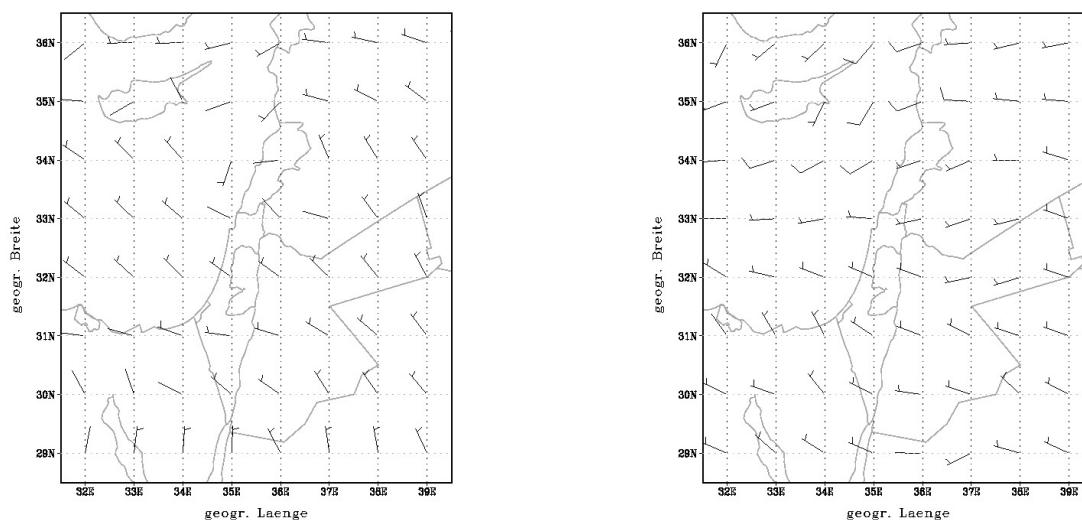 36N
35N
34N
33N
32N
31N
30N
29N
geogr. Breite
32E 33E 34E 35E 36E 37E 38E 39E
geogr. Laenge
36N
35N
34N
33N
32N
31N
30N
29N
geogr. Breite
32E 33E 34E 35E 36E 37E 38E 39E
geogr. Laenge